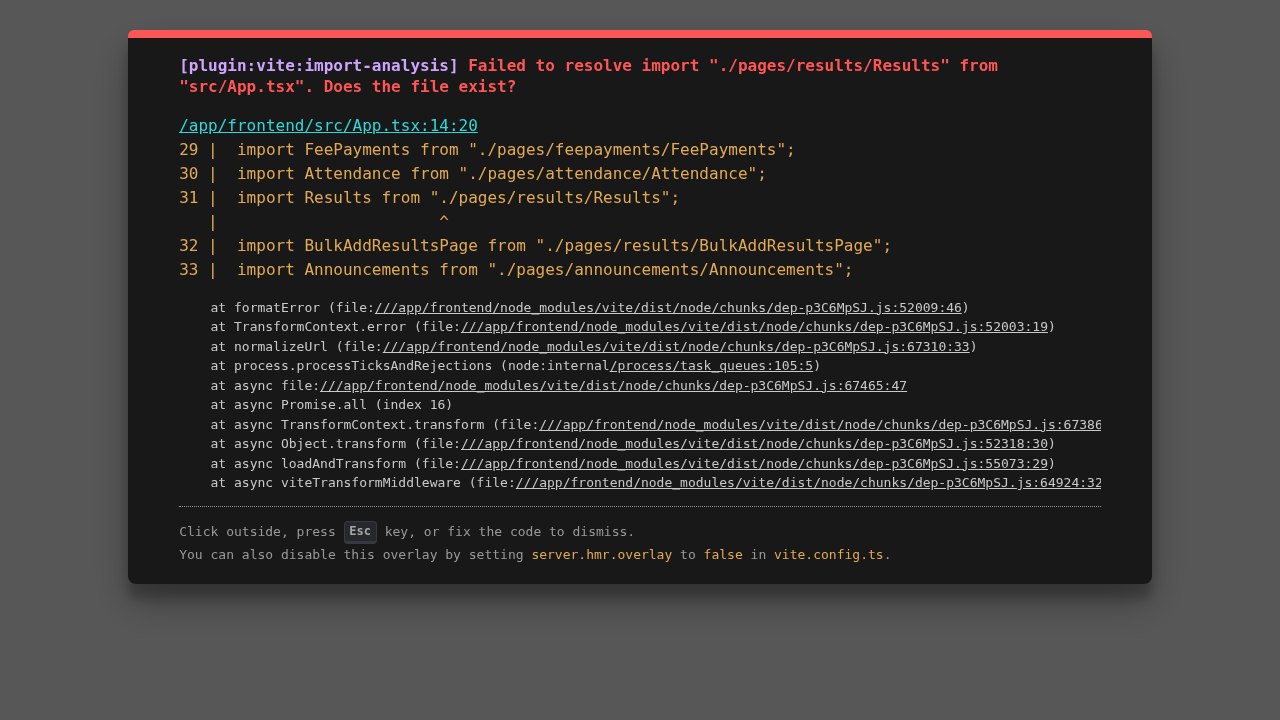 [plugin:vite:import-analysis] Failed to resolve import "./pages/results/Results" from
"src/App.tsx". Does the file exist?
/app/frontend/src/App.tsx:14:20
29 |  import FeePayments from "./pages/feepayments/FeePayments";
30 |  import Attendance from "./pages/attendance/Attendance";
31 |  import Results from "./pages/results/Results";
   |                       ^
32 |  import BulkAddResultsPage from "./pages/results/BulkAddResultsPage";
33 |  import Announcements from "./pages/announcements/Announcements";
at formatError (file:///app/frontend/node_modules/vite/dist/node/chunks/dep-p3C6MpSJ.js:52009:46)
at TransformContext.error (file:///app/frontend/node_modules/vite/dist/node/chunks/dep-p3C6MpSJ.js:52003:19)
at normalizeUrl (file:///app/frontend/node_modules/vite/dist/node/chunks/dep-p3C6MpSJ.js:67310:33)
at process.processTicksAndRejections (node:internal/process/task_queues:105:5)
at async file:///app/frontend/node_modules/vite/dist/node/chunks/dep-p3C6MpSJ.js:67465:47
at async Promise.all (index 16)
at async TransformContext.transform (file:///app/frontend/node_modules/vite/dist/node/chunks/dep-p3C6MpSJ.js:67386
at async Object.transform (file:///app/frontend/node_modules/vite/dist/node/chunks/dep-p3C6MpSJ.js:52318:30)
at async loadAndTransform (file:///app/frontend/node_modules/vite/dist/node/chunks/dep-p3C6MpSJ.js:55073:29)
at async viteTransformMiddleware (file:///app/frontend/node_modules/vite/dist/node/chunks/dep-p3C6MpSJ.js:64924:32
Click outside, press Esc key, or fix the code to dismiss.
You can also disable this overlay by setting server.hmr.overlay to false in vite.config.ts.